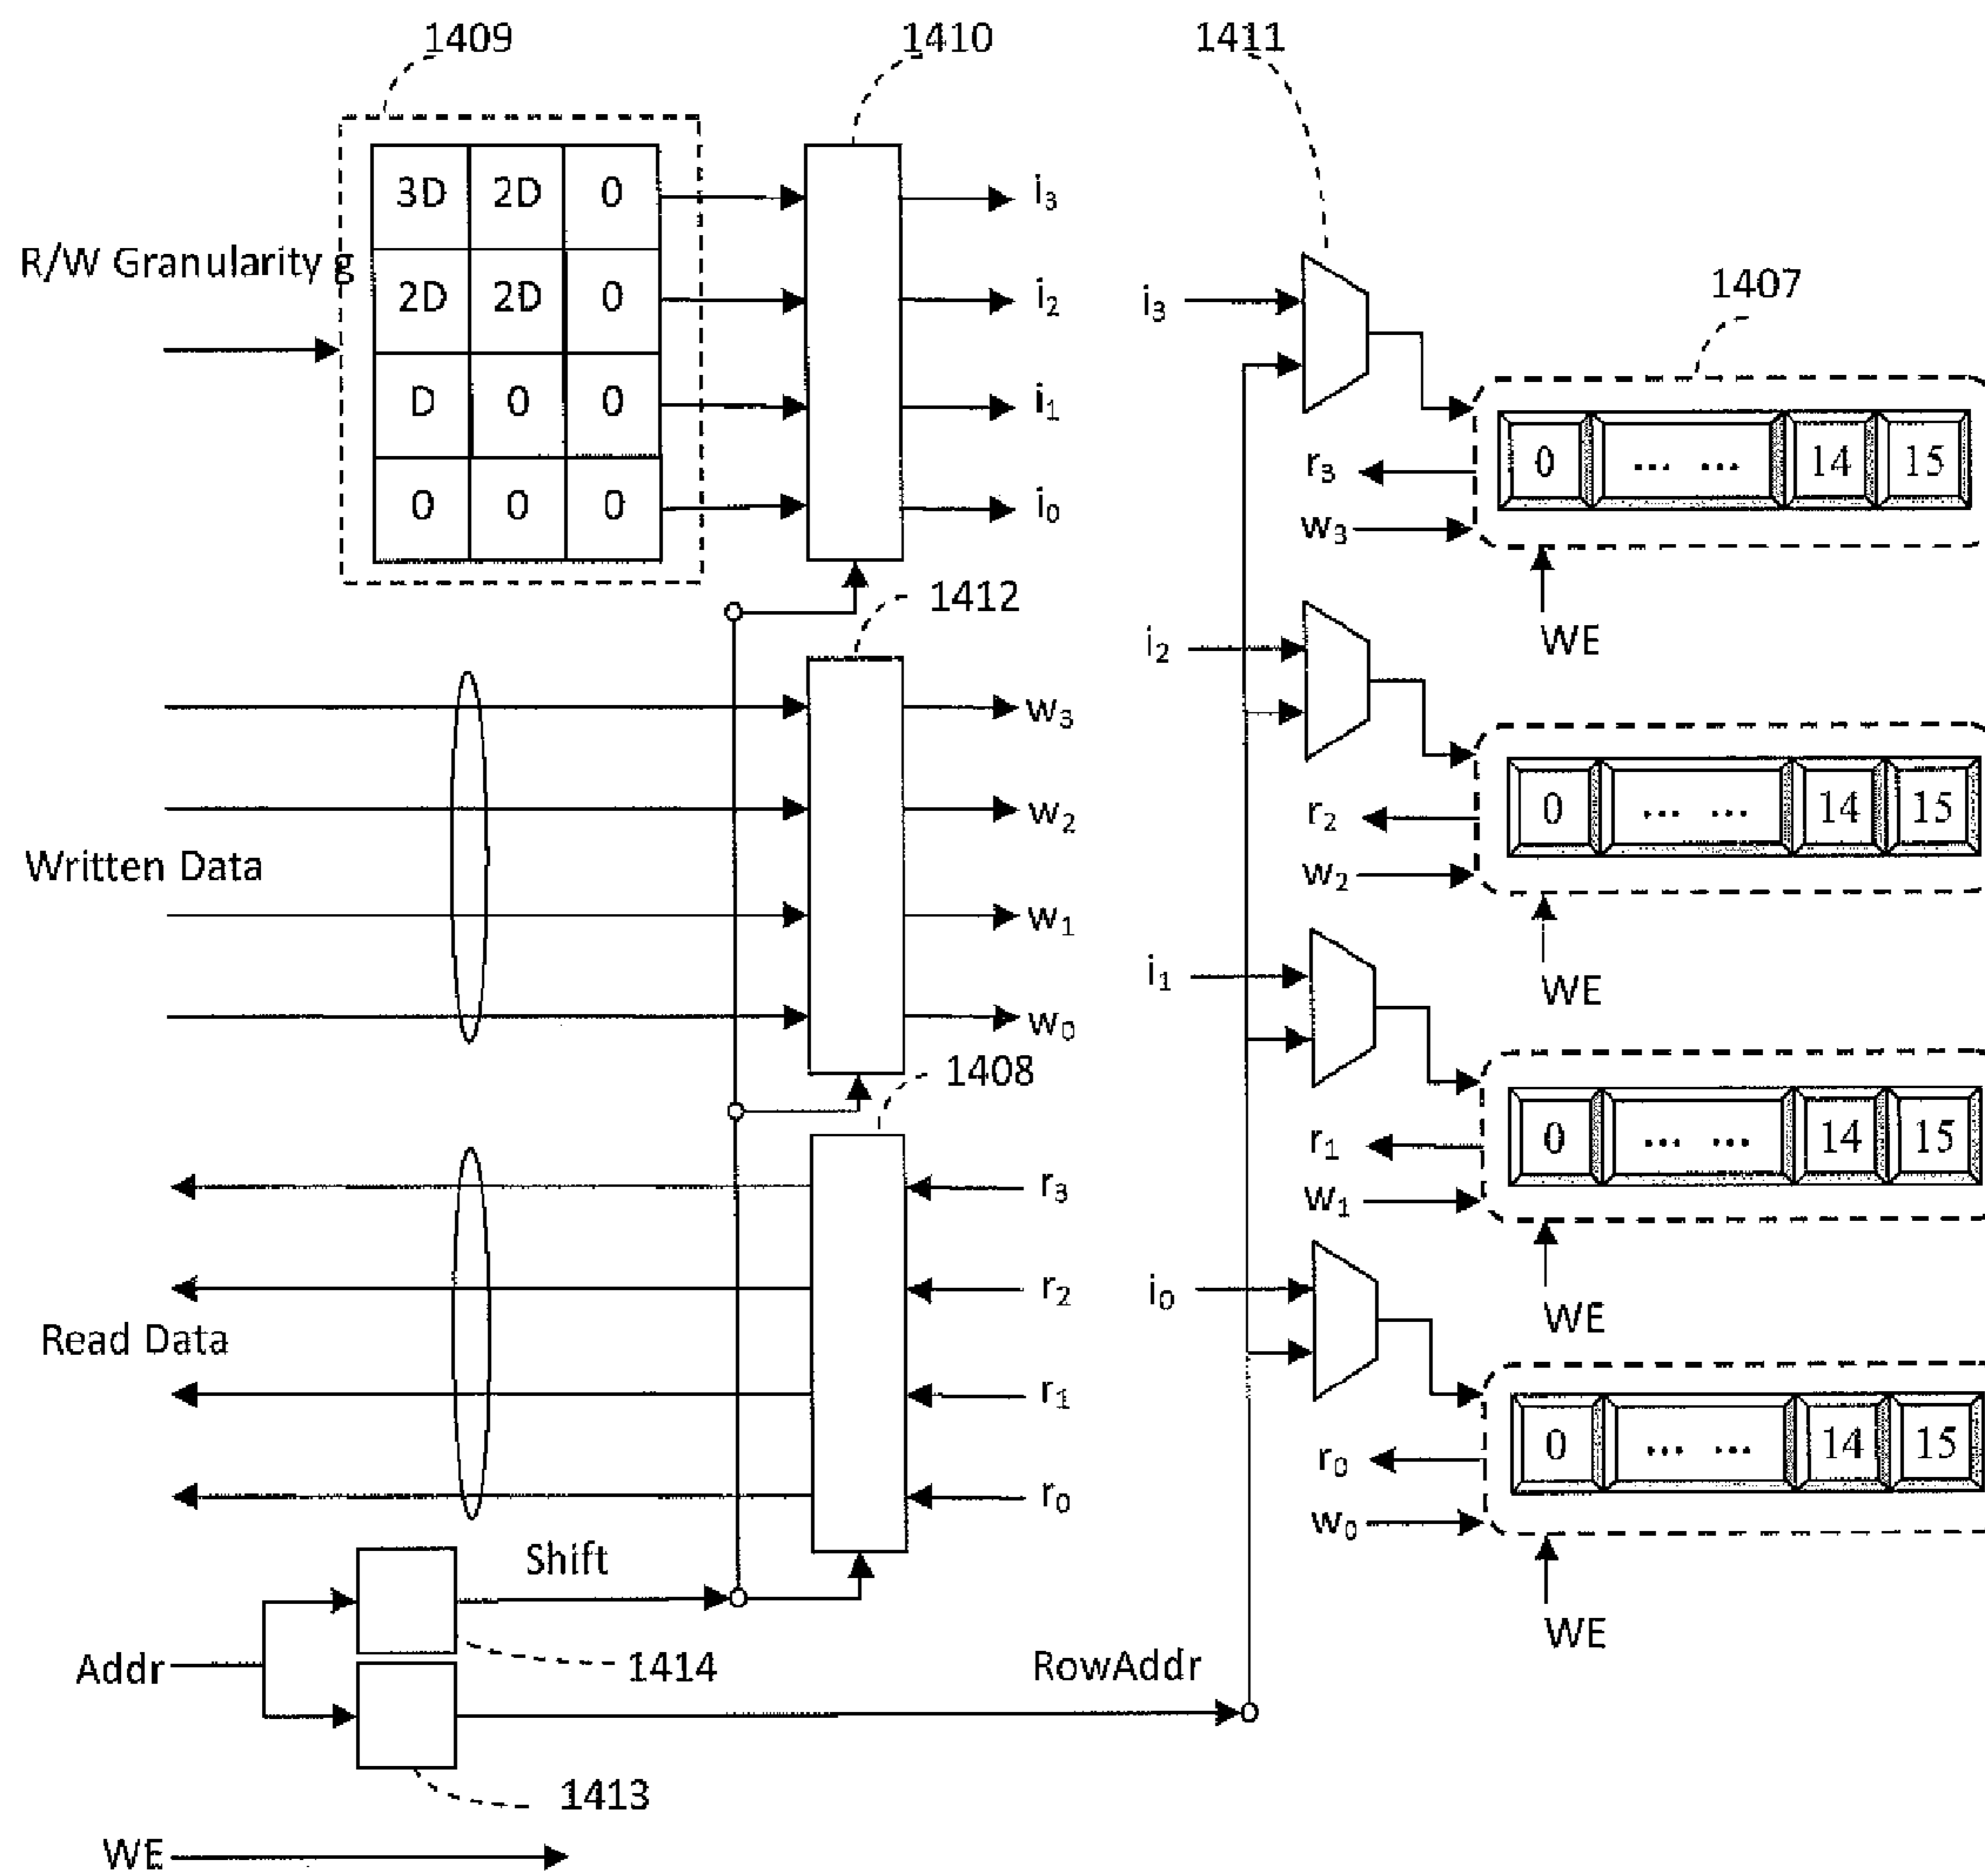 1409
1410
1411
3D 2D 0
2D 2D 0
D 0 0
0 0 0
R/W Granularity g
i3
i2
i1
i0
1412
Written Data
w3
w2
w1
w0
1408
Read Data
r3
r2
r1
r0
Shift
Addr
1414
RowAddr
1413
WE
i3
1407
r3
w3
0 ... ... 14 15
WE
i2
r2
w2
0 ... ... 14 15
WE
i1
r1
w1
0 ... ... 14 15
WE
i0
r0
w0
0 ... ... 14 15
WE